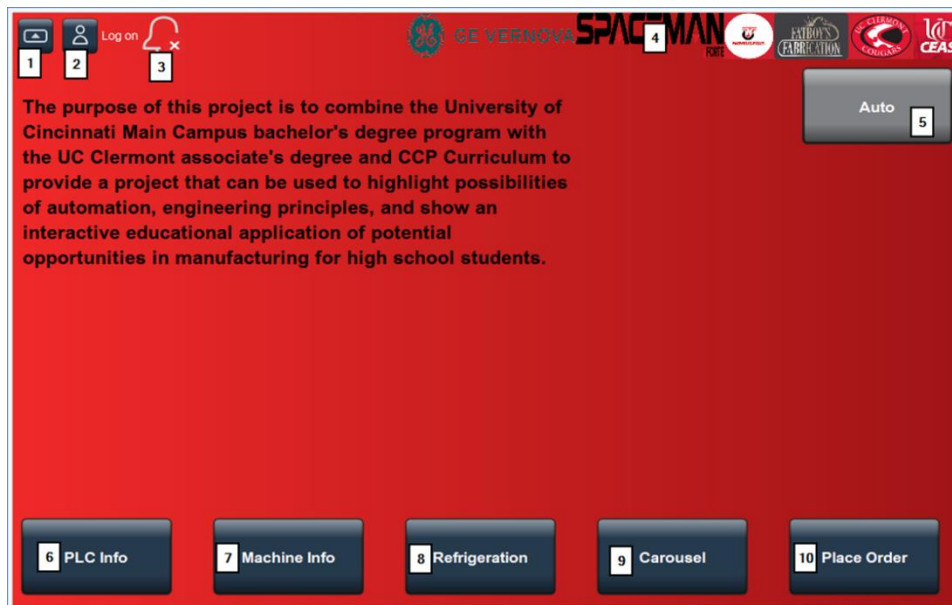 Log on
GE VERNOVA
SPACEMAN
FORTE
FATBOY'S
FABRICATION
UC CLERMONT
COUGARS
UC
CEAS
1
2
3
4
The purpose of this project is to combine the University of
Cincinnati Main Campus bachelor's degree program with
the UC Clermont associate's degree and CCP Curriculum to
provide a project that can be used to highlight possibilities
of automation, engineering principles, and show an
interactive educational application of potential
opportunities in manufacturing for high school students.
Auto
5
6 PLC Info
7 Machine Info
8 Refrigeration
9 Carousel
10 Place Order